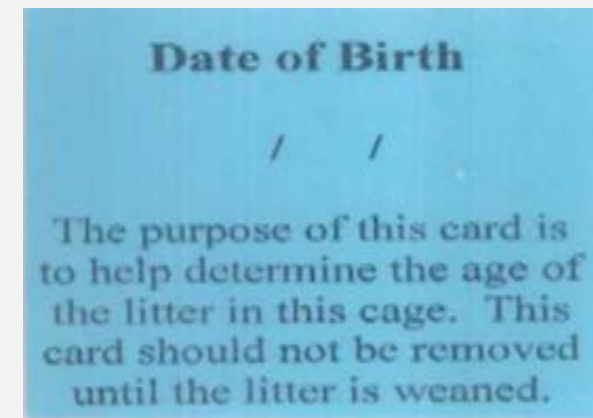 Date of Birth
/ /
The purpose of this card is
to help determine the age of
the litter in this cage. This
card should not be removed
until the litter is weaned.